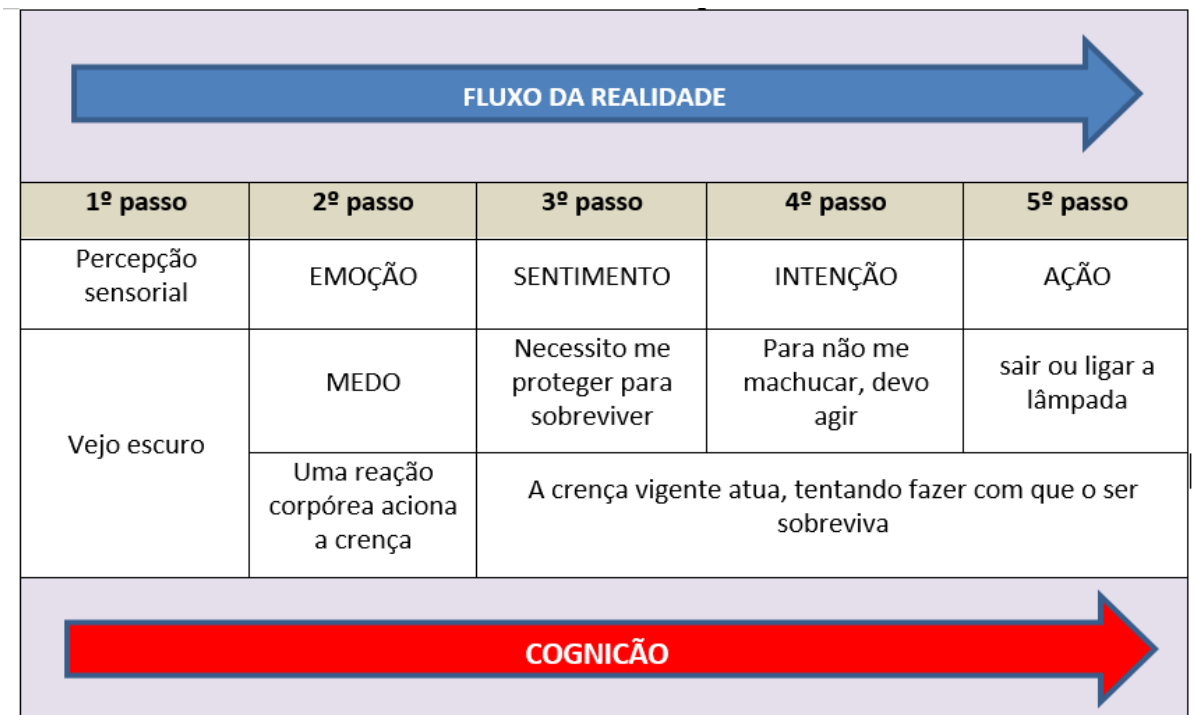 FLUXO DA REALIDADE
1º passo
2º passo
3º passo
4º passo
5º passo
Percepção
sensorial
EMOÇÃO
SENTIMENTO
INTENÇÃO
AÇÃO
Vejo escuro
MEDO
Necessito me
proteger para
sobreviver
Para não me
machucar, devo
agir
sair ou ligar a
lâmpada
Uma reação
corpórea aciona
a crença
A crença vigente atua, tentando fazer com que o ser
sobreviva
COGNICÃO